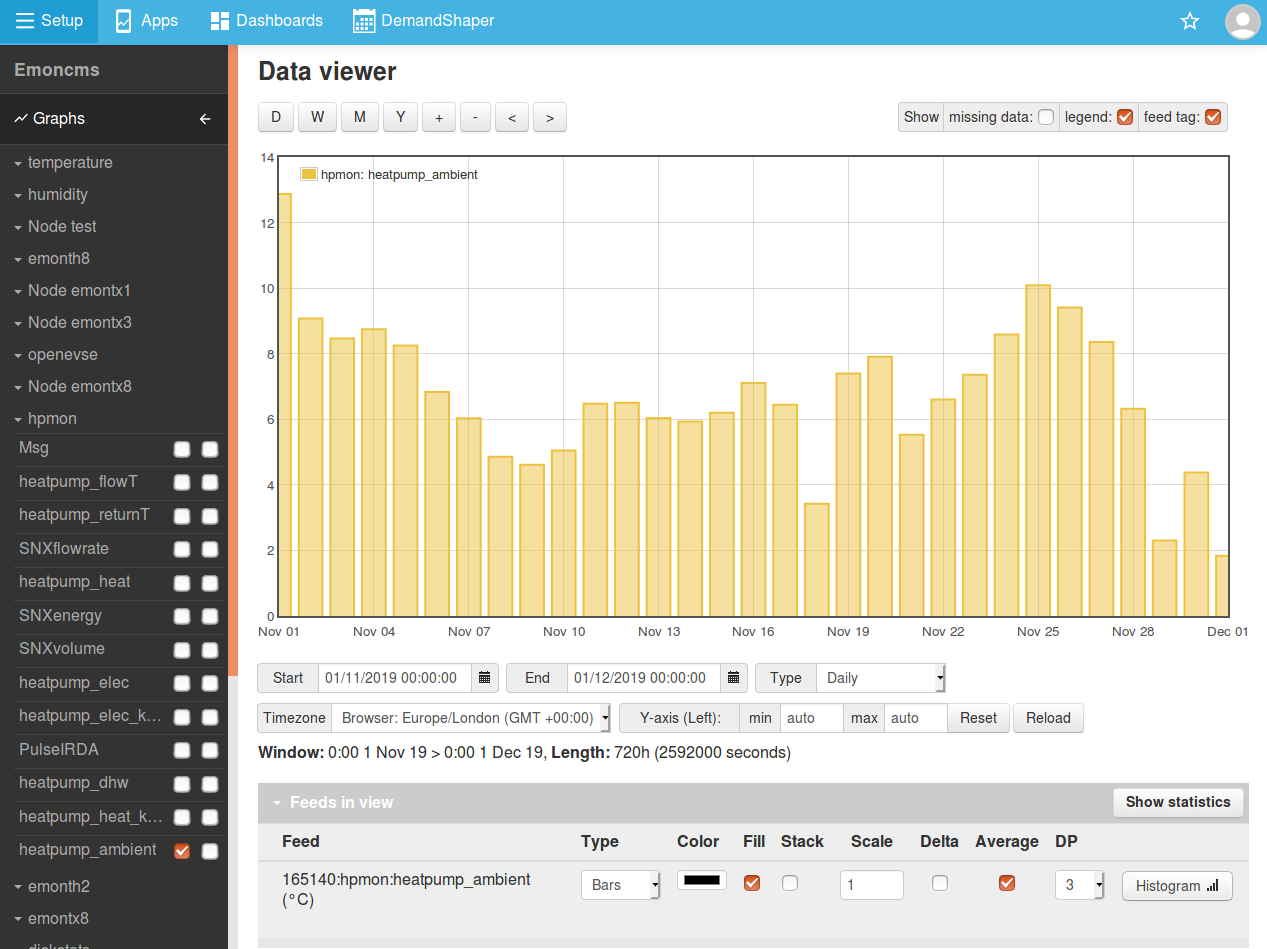 Setup Apps Dashboards DemandShaper
Emoncms
Graphs
temperature
humidity
Node test
emonth8
Node emontx1
Node emontx3
openevse
Node emontx8
hpmon
Msg
heatpump_flowT
heatpump_returnT
SNXflowrate
heatpump_heat
SNXenergy
SNXvolume
heatpump_elec
heatpump_elec_k...
PulseIRDA
heatpump_dhw
heatpump_heat_k...
heatpump_ambient
emonth2
emontx8
Data viewer
D W M Y + - < >
Show missing data: legend: feed tag:
hpmon: heatpump_ambient
14
12
10
8
6
4
2
0
Nov 01 Nov 04 Nov 07 Nov 10 Nov 13 Nov 16 Nov 19 Nov 22 Nov 25 Nov 28 Dec 01
Start 01/11/2019 00:00:00 End 01/12/2019 00:00:00 Type Daily
Timezone Browser: Europe/London (GMT +00:00) Y-axis (Left): min auto max auto Reset Reload
Window: 0:00 1 Nov 19 > 0:00 1 Dec 19, Length: 720h (2592000 seconds)
Feeds in view Show statistics
Feed Type Color Fill Stack Scale Delta Average DP
165140:hpmon:heatpump_ambient Bars 1 3 Histogram
(°C)